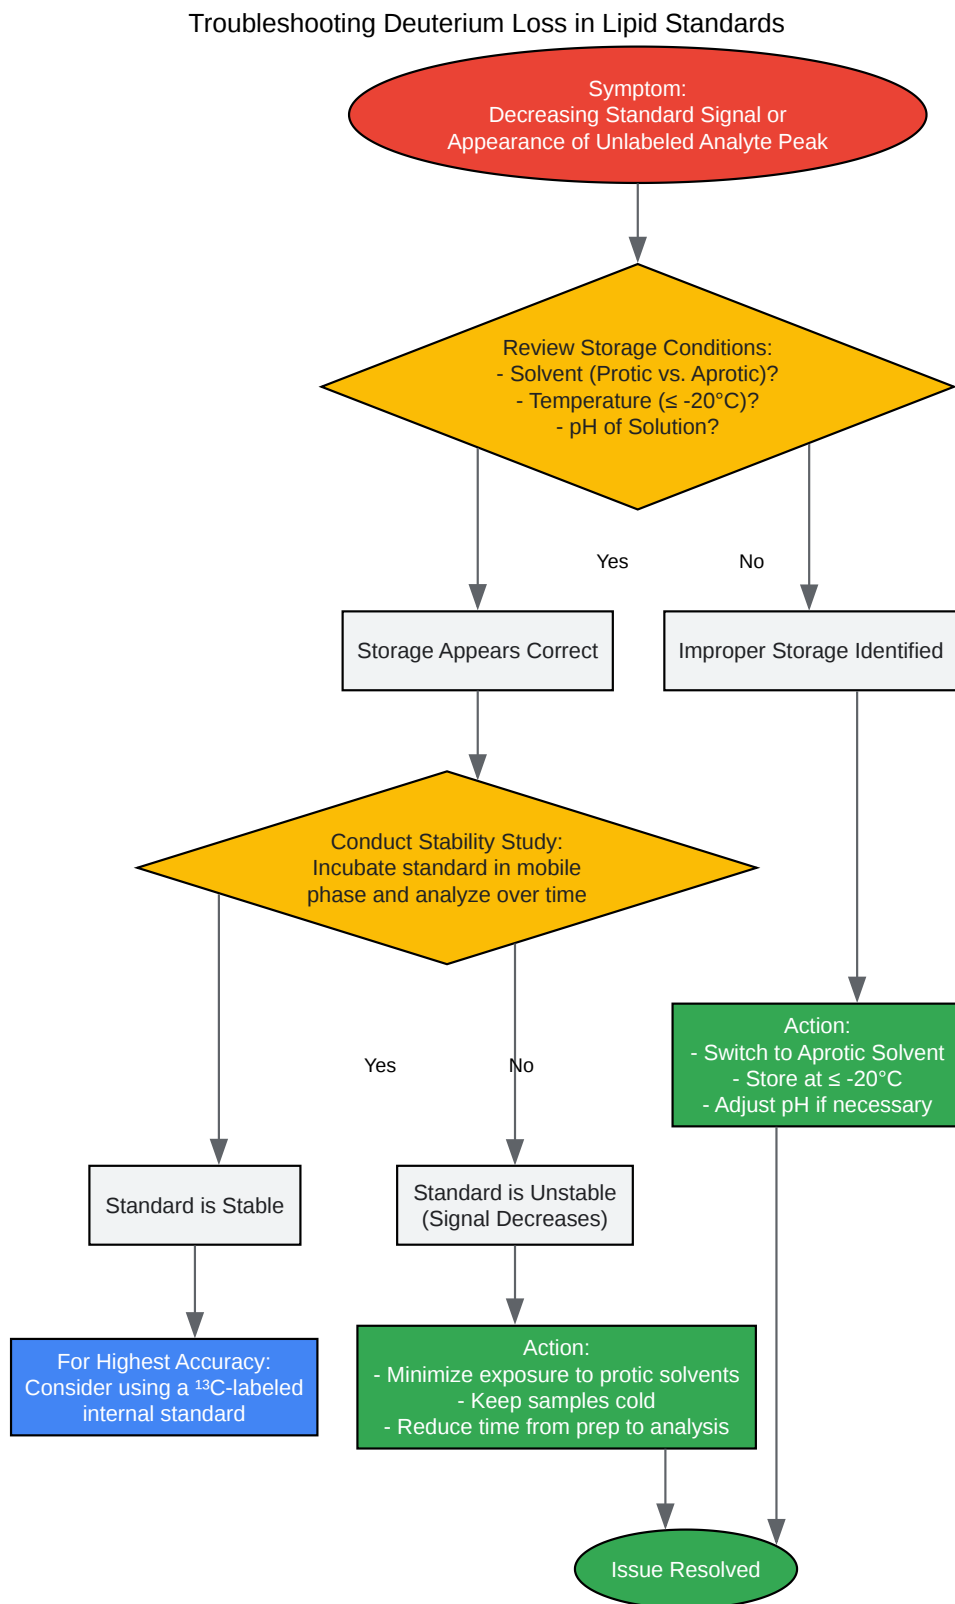 Troubleshooting Deuterium Loss in Lipid Standards
Symptom:
Decreasing Standard Signal or
Appearance of Unlabeled Analyte Peak
Review Storage Conditions:
- Solvent (Protic vs. Aprotic)?
- Temperature (≤ -20°C)?
- pH of Solution?
Yes
No
Storage Appears Correct
Improper Storage Identified
Conduct Stability Study:
Incubate standard in mobile
phase and analyze over time
Action:
- Switch to Aprotic Solvent
- Store at ≤ -20°C
- Adjust pH if necessary
Yes
No
Standard is Stable
Standard is Unstable
(Signal Decreases)
For Highest Accuracy:
Consider using a ¹³C-labeled
internal standard
Action:
- Minimize exposure to protic solvents
- Keep samples cold
- Reduce time from prep to analysis
Issue Resolved